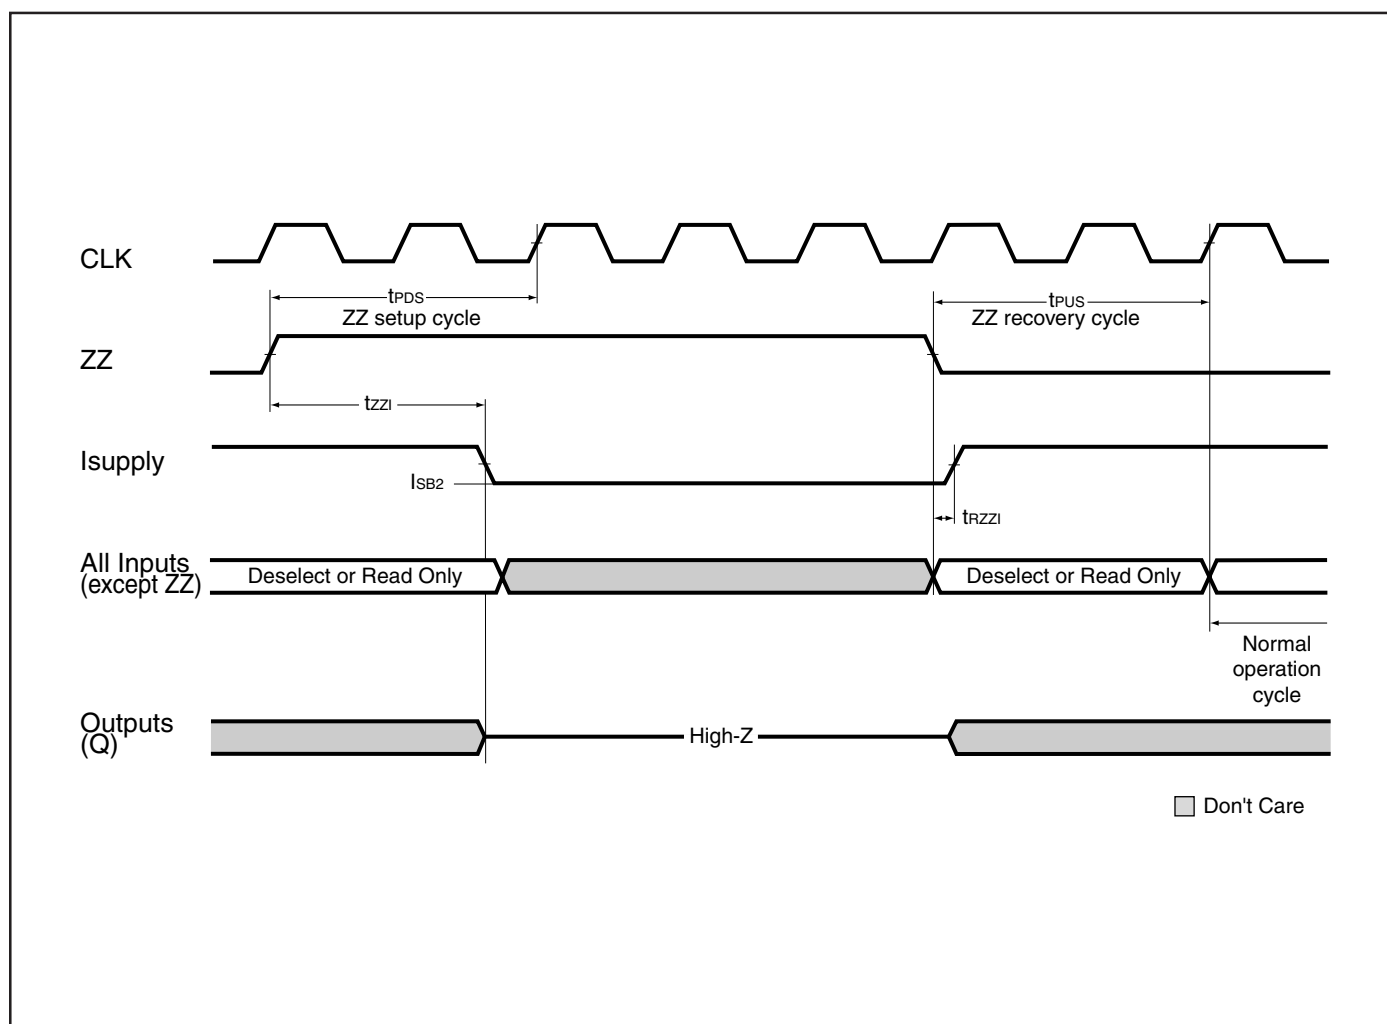 CLK
tPDS
ZZ setup cycle
tPUS
ZZ recovery cycle
ZZ
tZZI
Isupply
ISB2
tRZZI
All Inputs
(except ZZ)
Deselect or Read Only
Deselect or Read Only
Normal
operation
cycle
Outputs
(Q)
High-Z
Don't Care